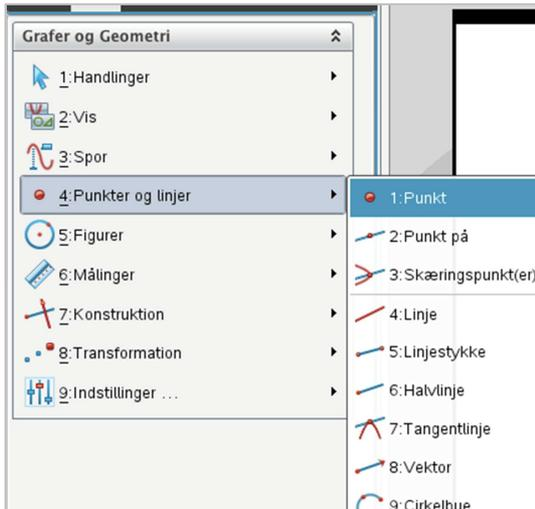 Grafer og Geometri
1:Handlinger
2:Vis
3:Spor
4:Punkter og linjer
5:Figurer
6:Målinger
7:Konstruktion
8:Transformation
9:Indstillinger ...
1:Punkt
2:Punkt på
3:Skæringspunkt(er)
4:Linje
5:Linjestykke
6:Halvlinje
7:Tangentlinje
8:Vektor
9:Cirkelbue